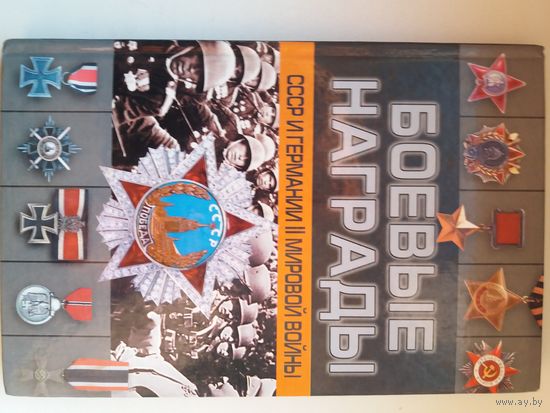 БОЕВЫЕ
НАГРАДЫ
СССР И ГЕРМАНИИ II МИРОВОЙ ВОЙНЫ
СССР
ПОБЕДА
www.ay.by